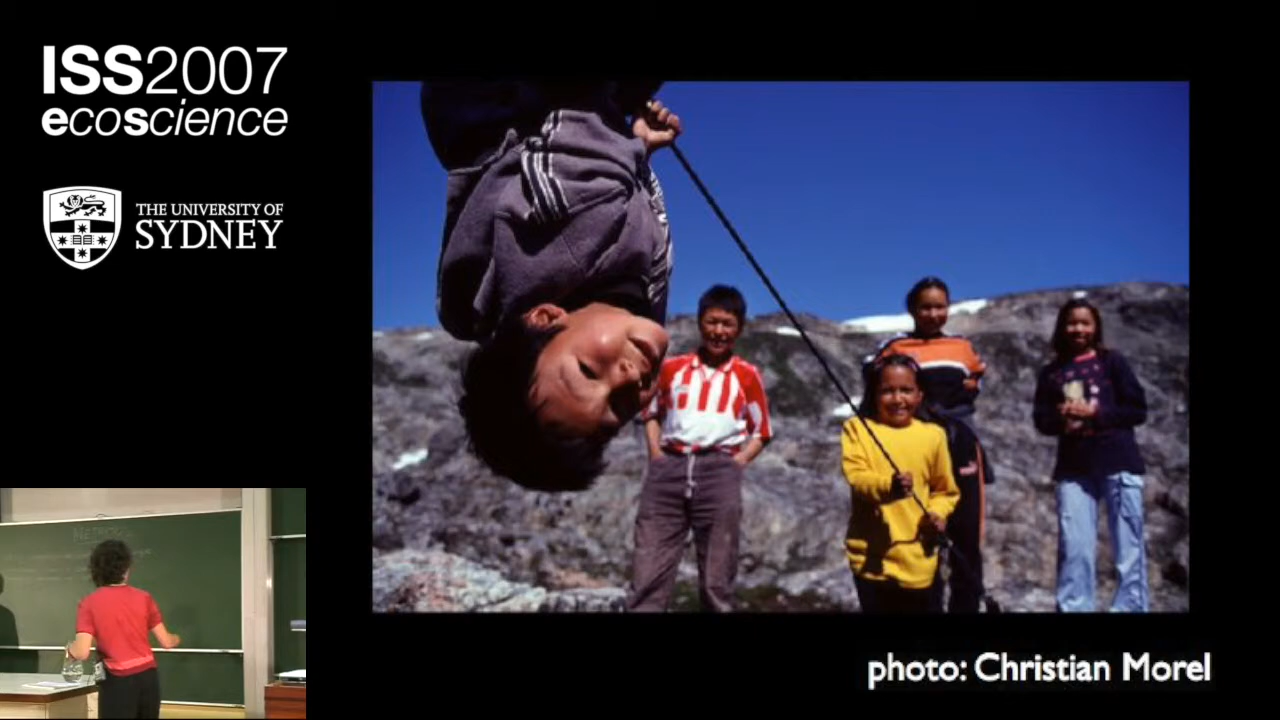 ISS2007
ecoscience
THE UNIVERSITY OF
SYDNEY
photo: Christian Morel